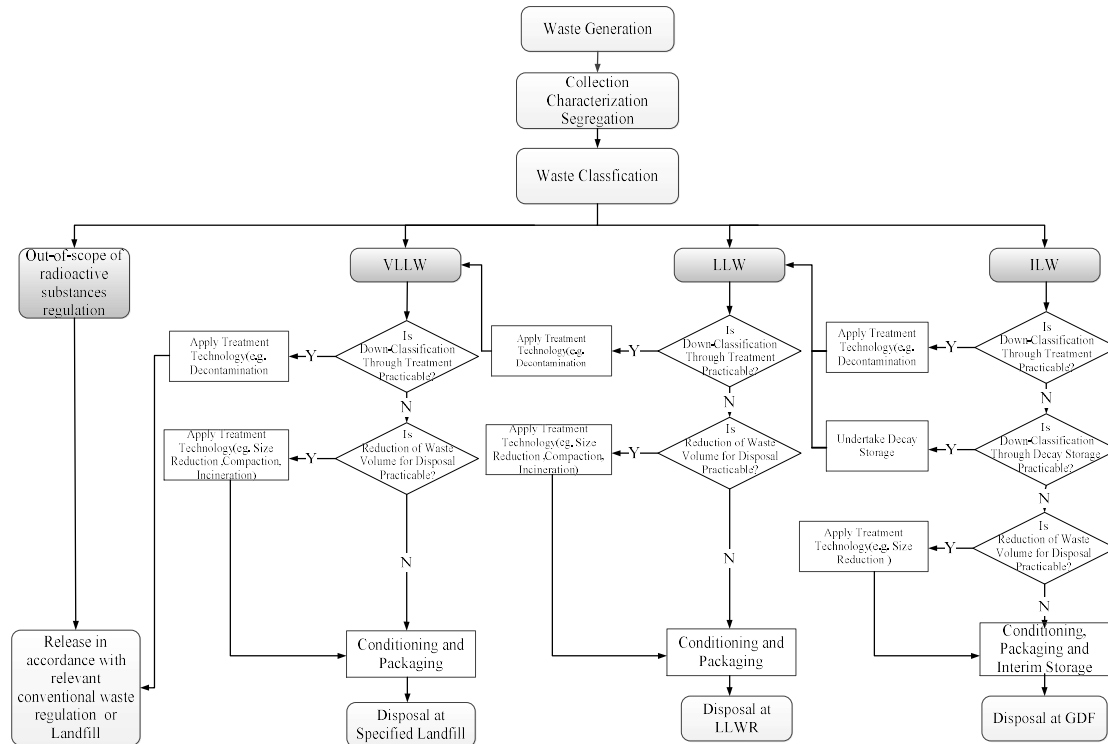 Waste Generation
Collection
Characterization
Segregation
Waste Classfication
Out-of-scope of
radioactive
substances
regulation
VLLW
LLW
ILW
Apply Treatment
Technology(e.g.
Decontamination
Y
Is
Down-Classification
Through Treatment
Practicable?
Apply Treatment
Technology(e.g.
Decontamination
Y
Is
Down-Classification
Through Treatment
Practicable?
Apply Treatment
Technology(e.g.
Decontamination
Y
Is
Down-Classification
Through Treatment
Practicable?
N
N
N
Apply Treatment
Technology(eg. Size
Reduction ,Compaction,
Incineration)
Y
Is
Reduction of Waste
Volume for Disposal
Practicable?
Apply Treatment
Technology(eg. Size
Reduction ,Compaction,
Incineration)
Y
Is
Reduction of Waste
Volume for Disposal
Practicable?
Undertake Decay
Storage
Y
Is
Down-Classification
Through Decay Storage
Practicable?
N
N
N
Apply Treatment
Technology(e.g. Size
Reduction )
Y
Is
Reduction of Waste
Volume for Disposal
Practicable?
N
Release in
accordance with
relevant
conventional waste
regulation or
Landfill
Conditioning and
Packaging
Conditioning and
Packaging
Conditioning,
Packaging and
Interim Storage
Disposal at
Specified Landfill
Disposal at
LLWR
Disposal at GDF